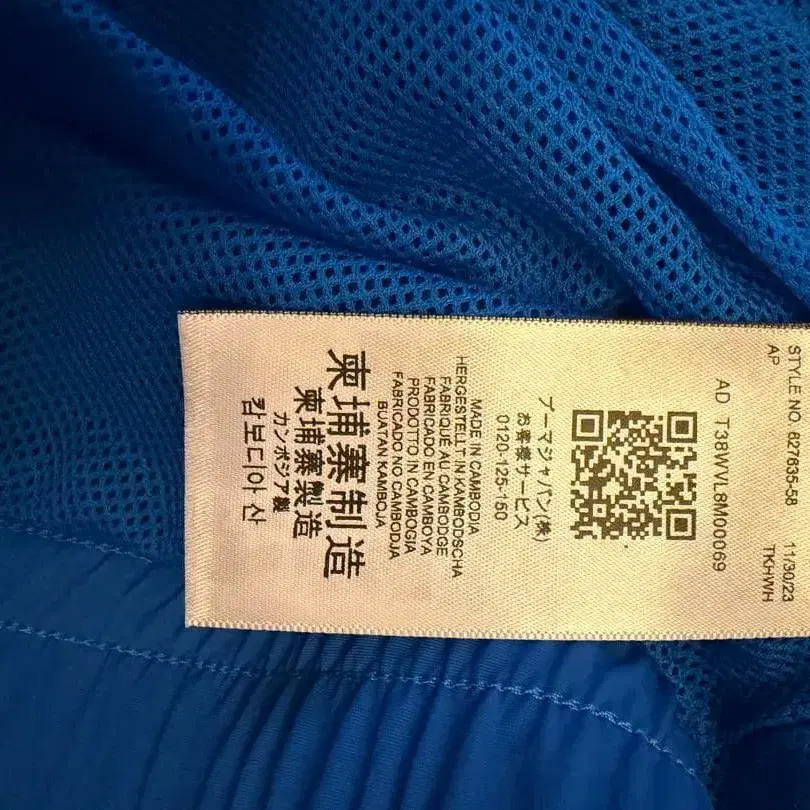 STYLE NO. 827635-58 11/30/23
AP TKHWH
AD T38WVL8M00069
プーマジャパン(株)
お客様サービス
0120-125-150
MADE IN CAMBODIA
HERGESTELLT IN KAMBODSCHA
FABRIQUÉ AU CAMBODGE
FABRICADO EN CAMBOYA
PRODOTTO IN CAMBOGIA
FABRICADO NO CAMBODJA
BUATAN KAMBOJA
柬埔寨制造
柬埔寨製造
カンボジア製
캄보디아 산